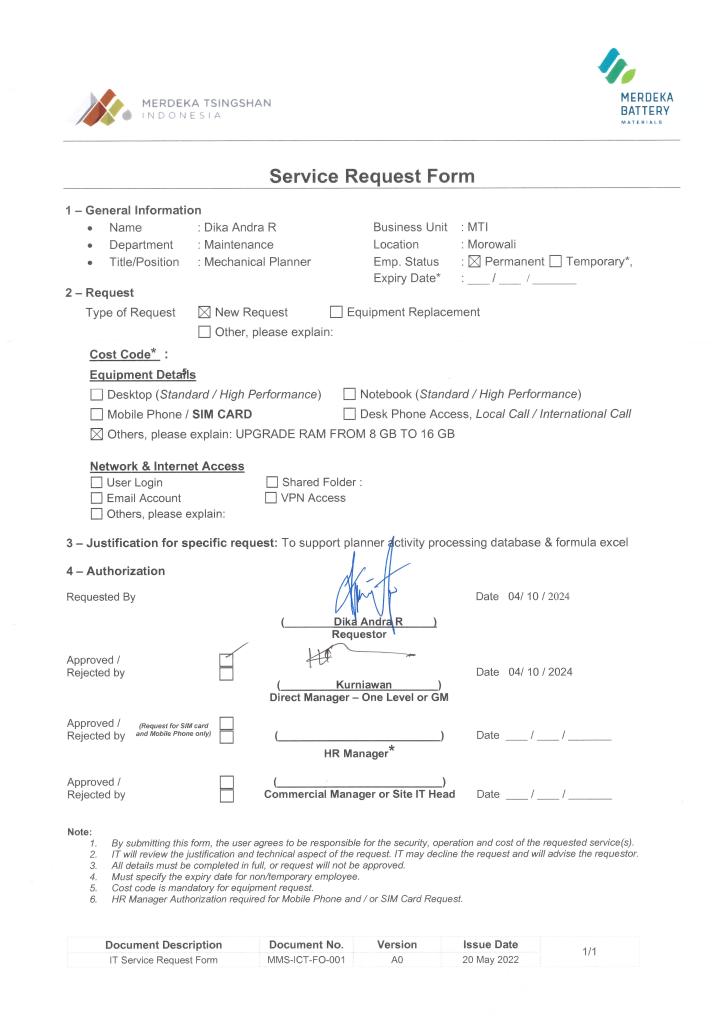 MERDEKA TSINGSHAN
INDONESIA
MERDEKA
BATTERY
MATERIALS
Service Request Form
1 – General Information
• Name : Dika Andra R Business Unit : MTI
• Department : Maintenance Location : Morowali
• Title/Position : Mechanical Planner Emp. Status : ☒ Permanent ☐ Temporary*,
Expiry Date* : ___ / ___ / _______
2 – Request
Type of Request ☒ New Request ☐ Equipment Replacement
☐ Other, please explain:
Cost Code* :
Equipment Details
☐ Desktop (Standard / High Performance) ☐ Notebook (Standard / High Performance)
☐ Mobile Phone / SIM CARD ☐ Desk Phone Access, Local Call / International Call
☒ Others, please explain: UPGRADE RAM FROM 8 GB TO 16 GB
Network & Internet Access
☐ User Login ☐ Shared Folder :
☐ Email Account ☐ VPN Access
☐ Others, please explain:
3 – Justification for specific request: To support planner activity processing database & formula excel
4 – Authorization
Requested By Date 04/ 10 / 2024
( Dika Andra R )
Requestor
Approved /
Rejected by Date 04/ 10 / 2024
( Kurniawan )
Direct Manager – One Level or GM
Approved / (Request for SIM card
Rejected by and Mobile Phone only) (____________) Date ___ / ___ / _______
HR Manager*
Approved / (____________)
Rejected by Commercial Manager or Site IT Head Date ___ / ___ / _______
Note:
1. By submitting this form, the user agrees to be responsible for the security, operation and cost of the requested service(s).
2. IT will review the justification and technical aspect of the request. IT may decline the request and will advise the requestor.
3. All details must be completed in full, or request will not be approved.
4. Must specify the expiry date for non/temporary employee.
5. Cost code is mandatory for equipment request.
6. HR Manager Authorization required for Mobile Phone and / or SIM Card Request.
Document Description Document No. Version Issue Date 1/1
IT Service Request Form MMS-ICT-FO-001 A0 20 May 2022